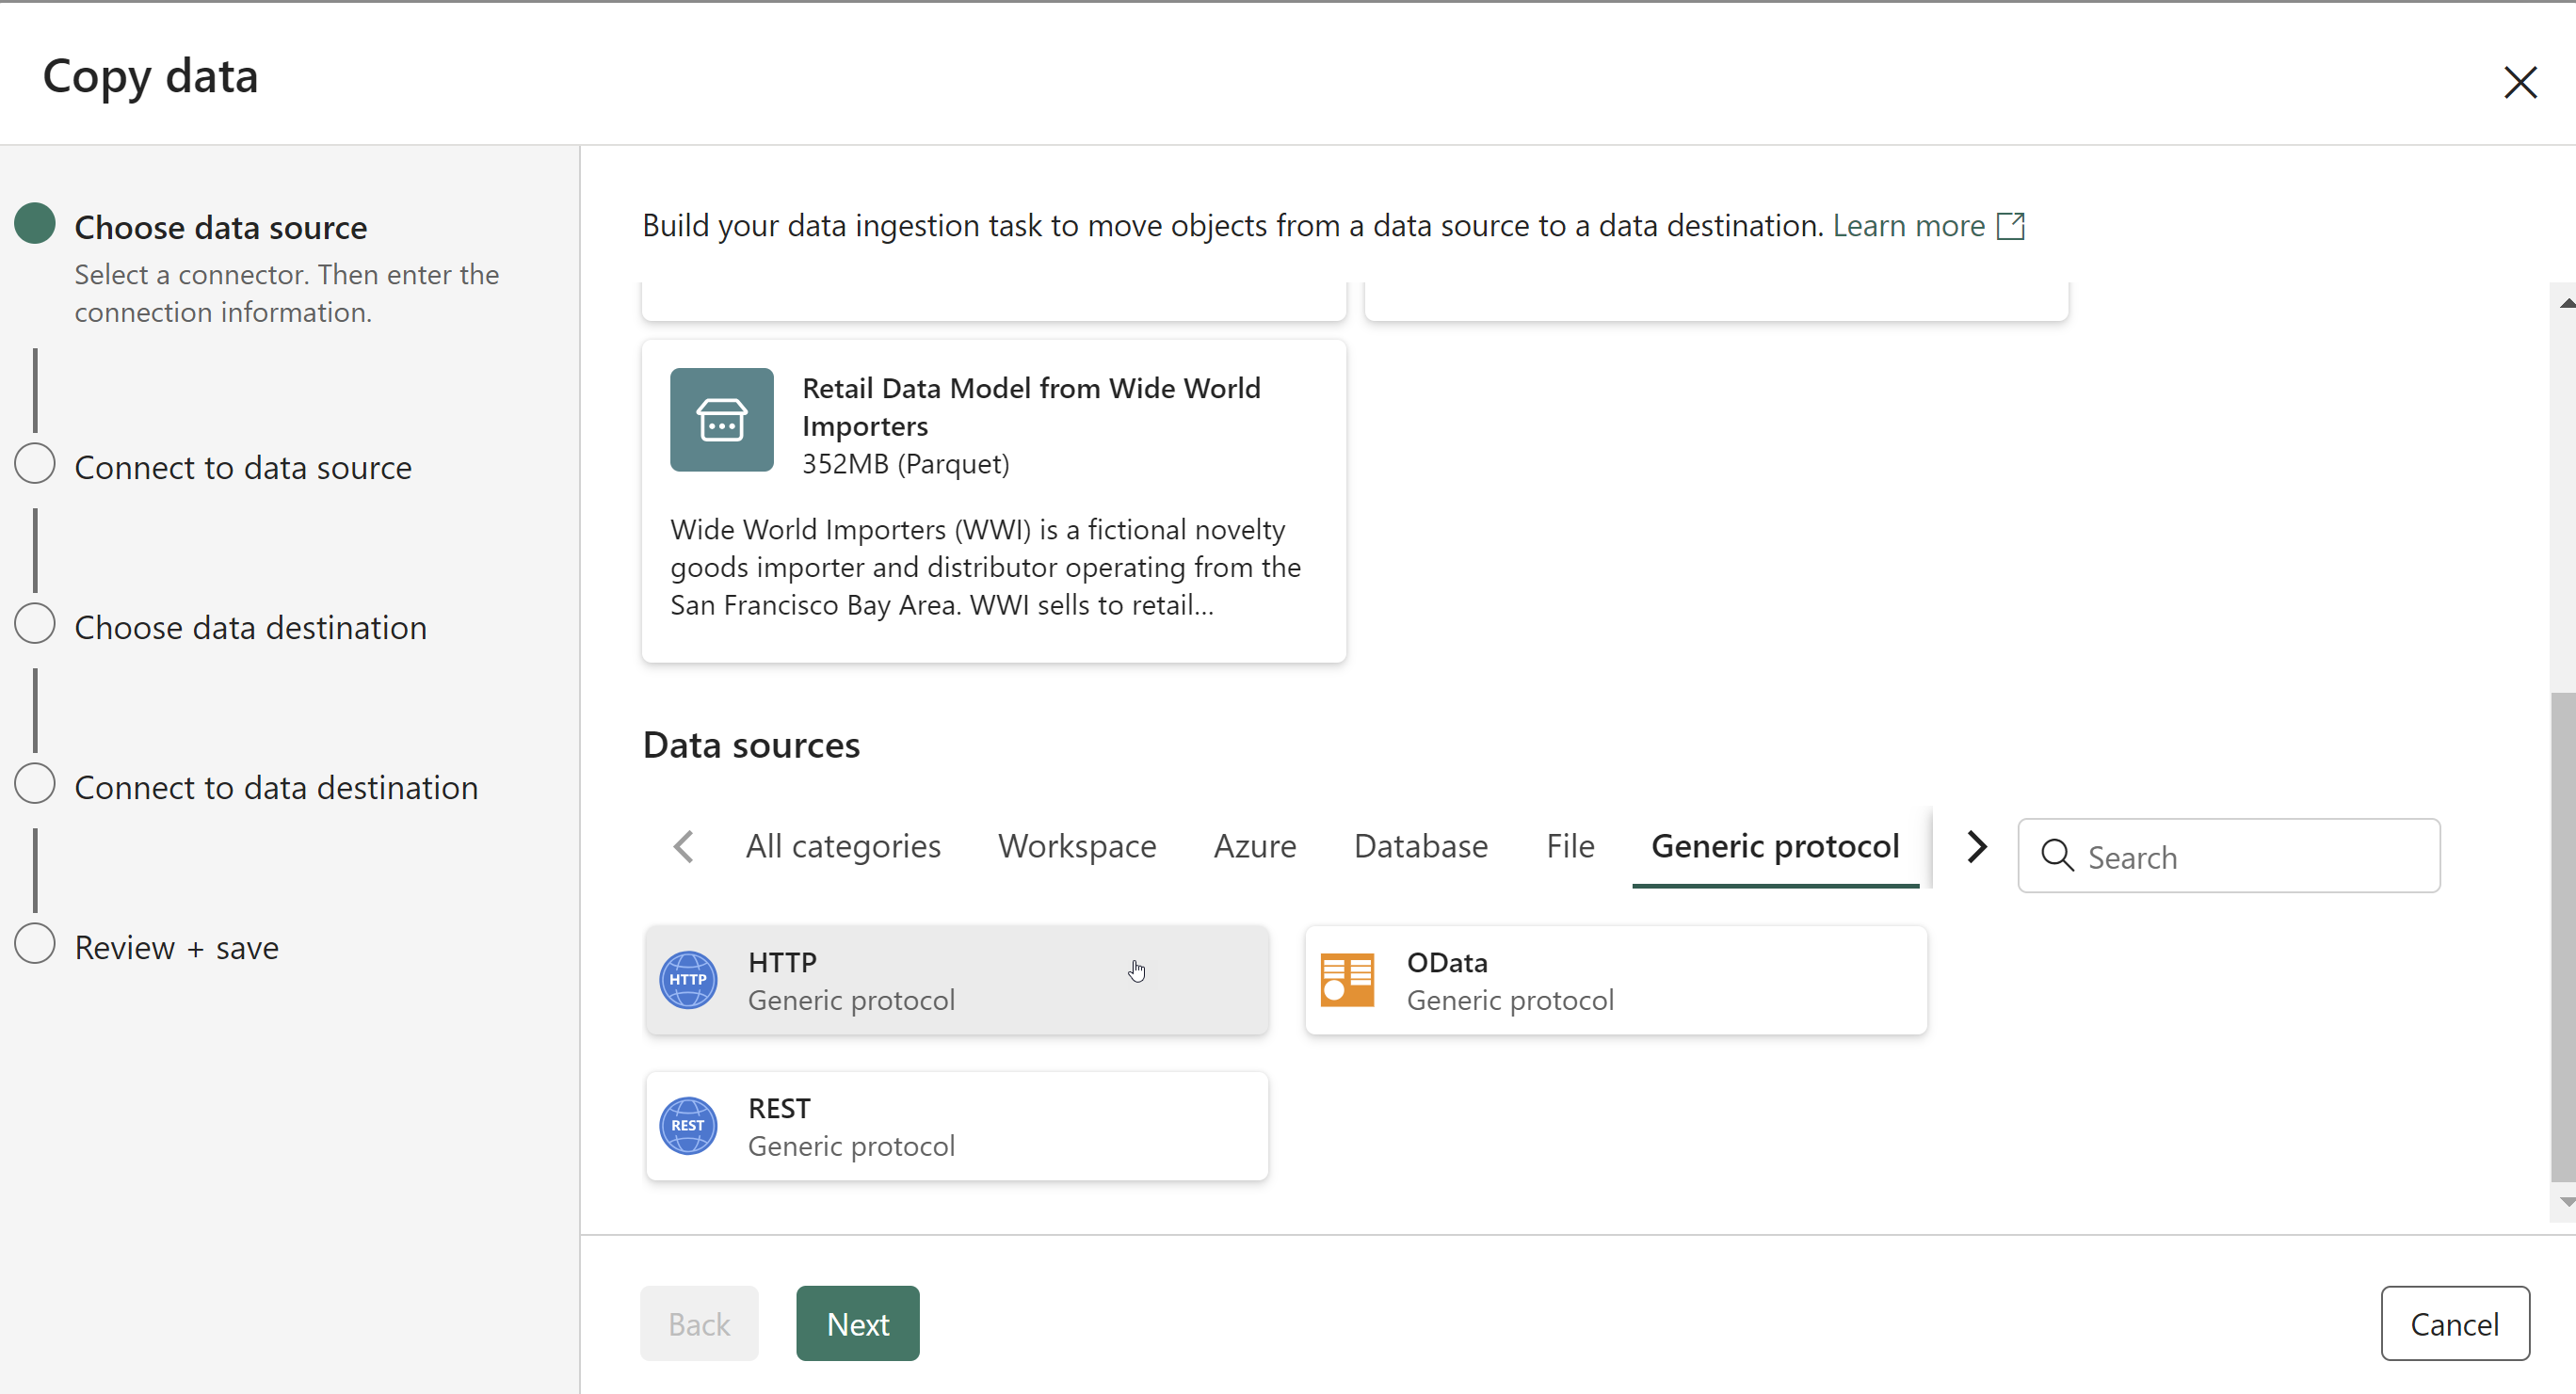 Copy data
Choose data source
Select a connector. Then enter the
connection information.
Connect to data source
Choose data destination
Connect to data destination
Review + save
Build your data ingestion task to move objects from a data source to a data destination. Learn more
Retail Data Model from Wide World
Importers
352MB (Parquet)
Wide World Importers (WWI) is a fictional novelty
goods importer and distributor operating from the
San Francisco Bay Area. WWI sells to retail...
Data sources
All categories Workspace Azure Database File Generic protocol Search
HTTP HTTP
Generic protocol
OData
Generic protocol
REST REST
Generic protocol
Back Next Cancel